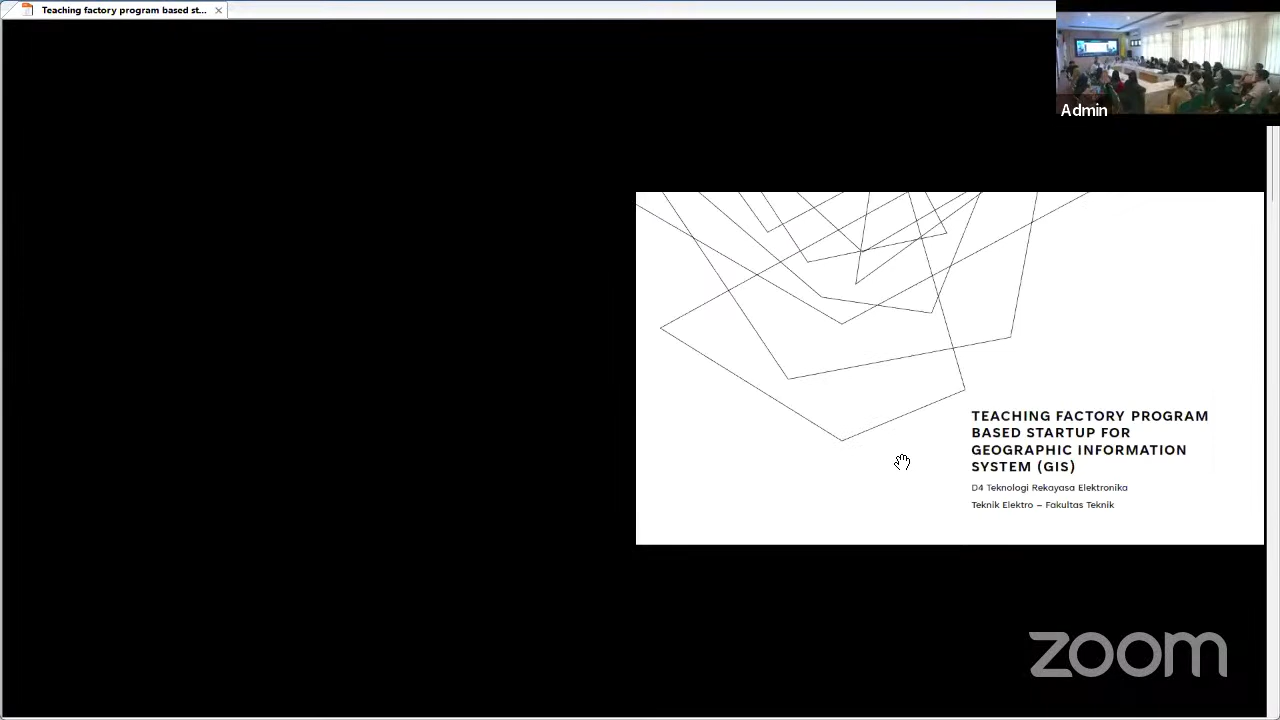 Teaching factory program based st...
Admin
TEACHING FACTORY PROGRAM
BASED STARTUP FOR
GEOGRAPHIC INFORMATION
SYSTEM (GIS)
D4 Teknologi Rekayasa Elektronika
Teknik Elektro – Fakultas Teknik
zoom